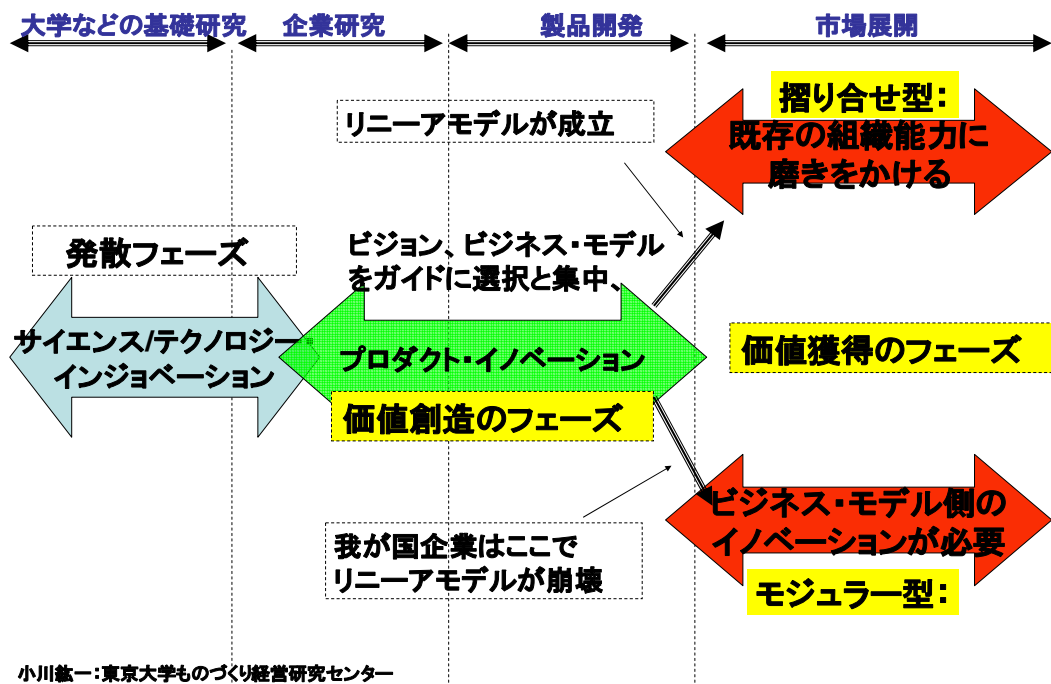 大学などの基礎研究
企業研究
製品開発
市場展開
摺り合せ型：
既存の組織能力に
磨きをかける
リニーアモデルが成立
発散フェーズ
ビジョン、ビジネス・モデル
をガイドに選択と集中、
サイエンス/テクノロジー
インジョベーション
プロダクト・イノベーション
価値獲得のフェーズ
価値創造のフェーズ
ビジネス・モデル側の
イノベーションが必要
我が国企業はここで
リニーアモデルが崩壊
モジュラー型：
小川紘一：東京大学ものづくり経営研究センター